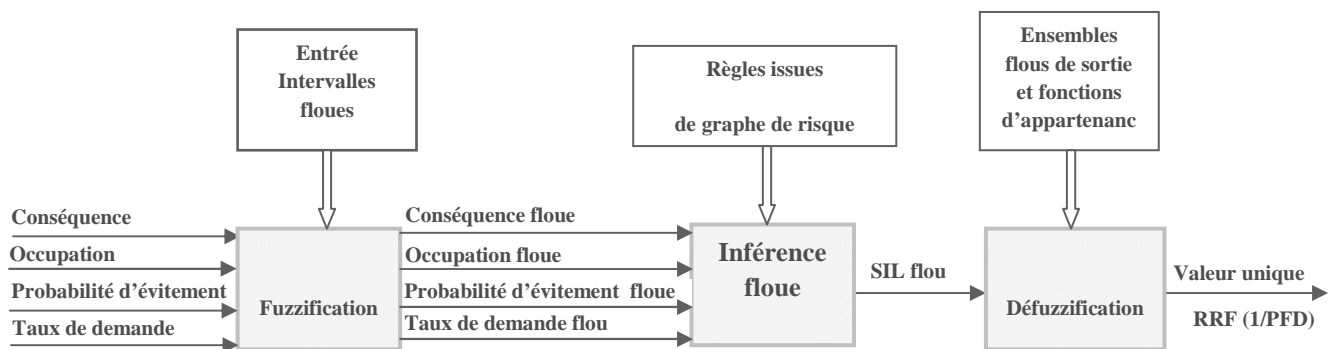 Entrée
Intervalles
floues
Règles issues
de graphe de risque
Ensembles
flous de sortie
et fonctions
d’appartenanc
Conséquence
Occupation
Probabilité d’évitement
Taux de demande
Fuzzification
Conséquence floue
Occupation floue
Probabilité d’évitement floue
Taux de demande flou
Inférence
floue
SIL flou
Défuzzification
Valeur unique
RRF (1/PFD)